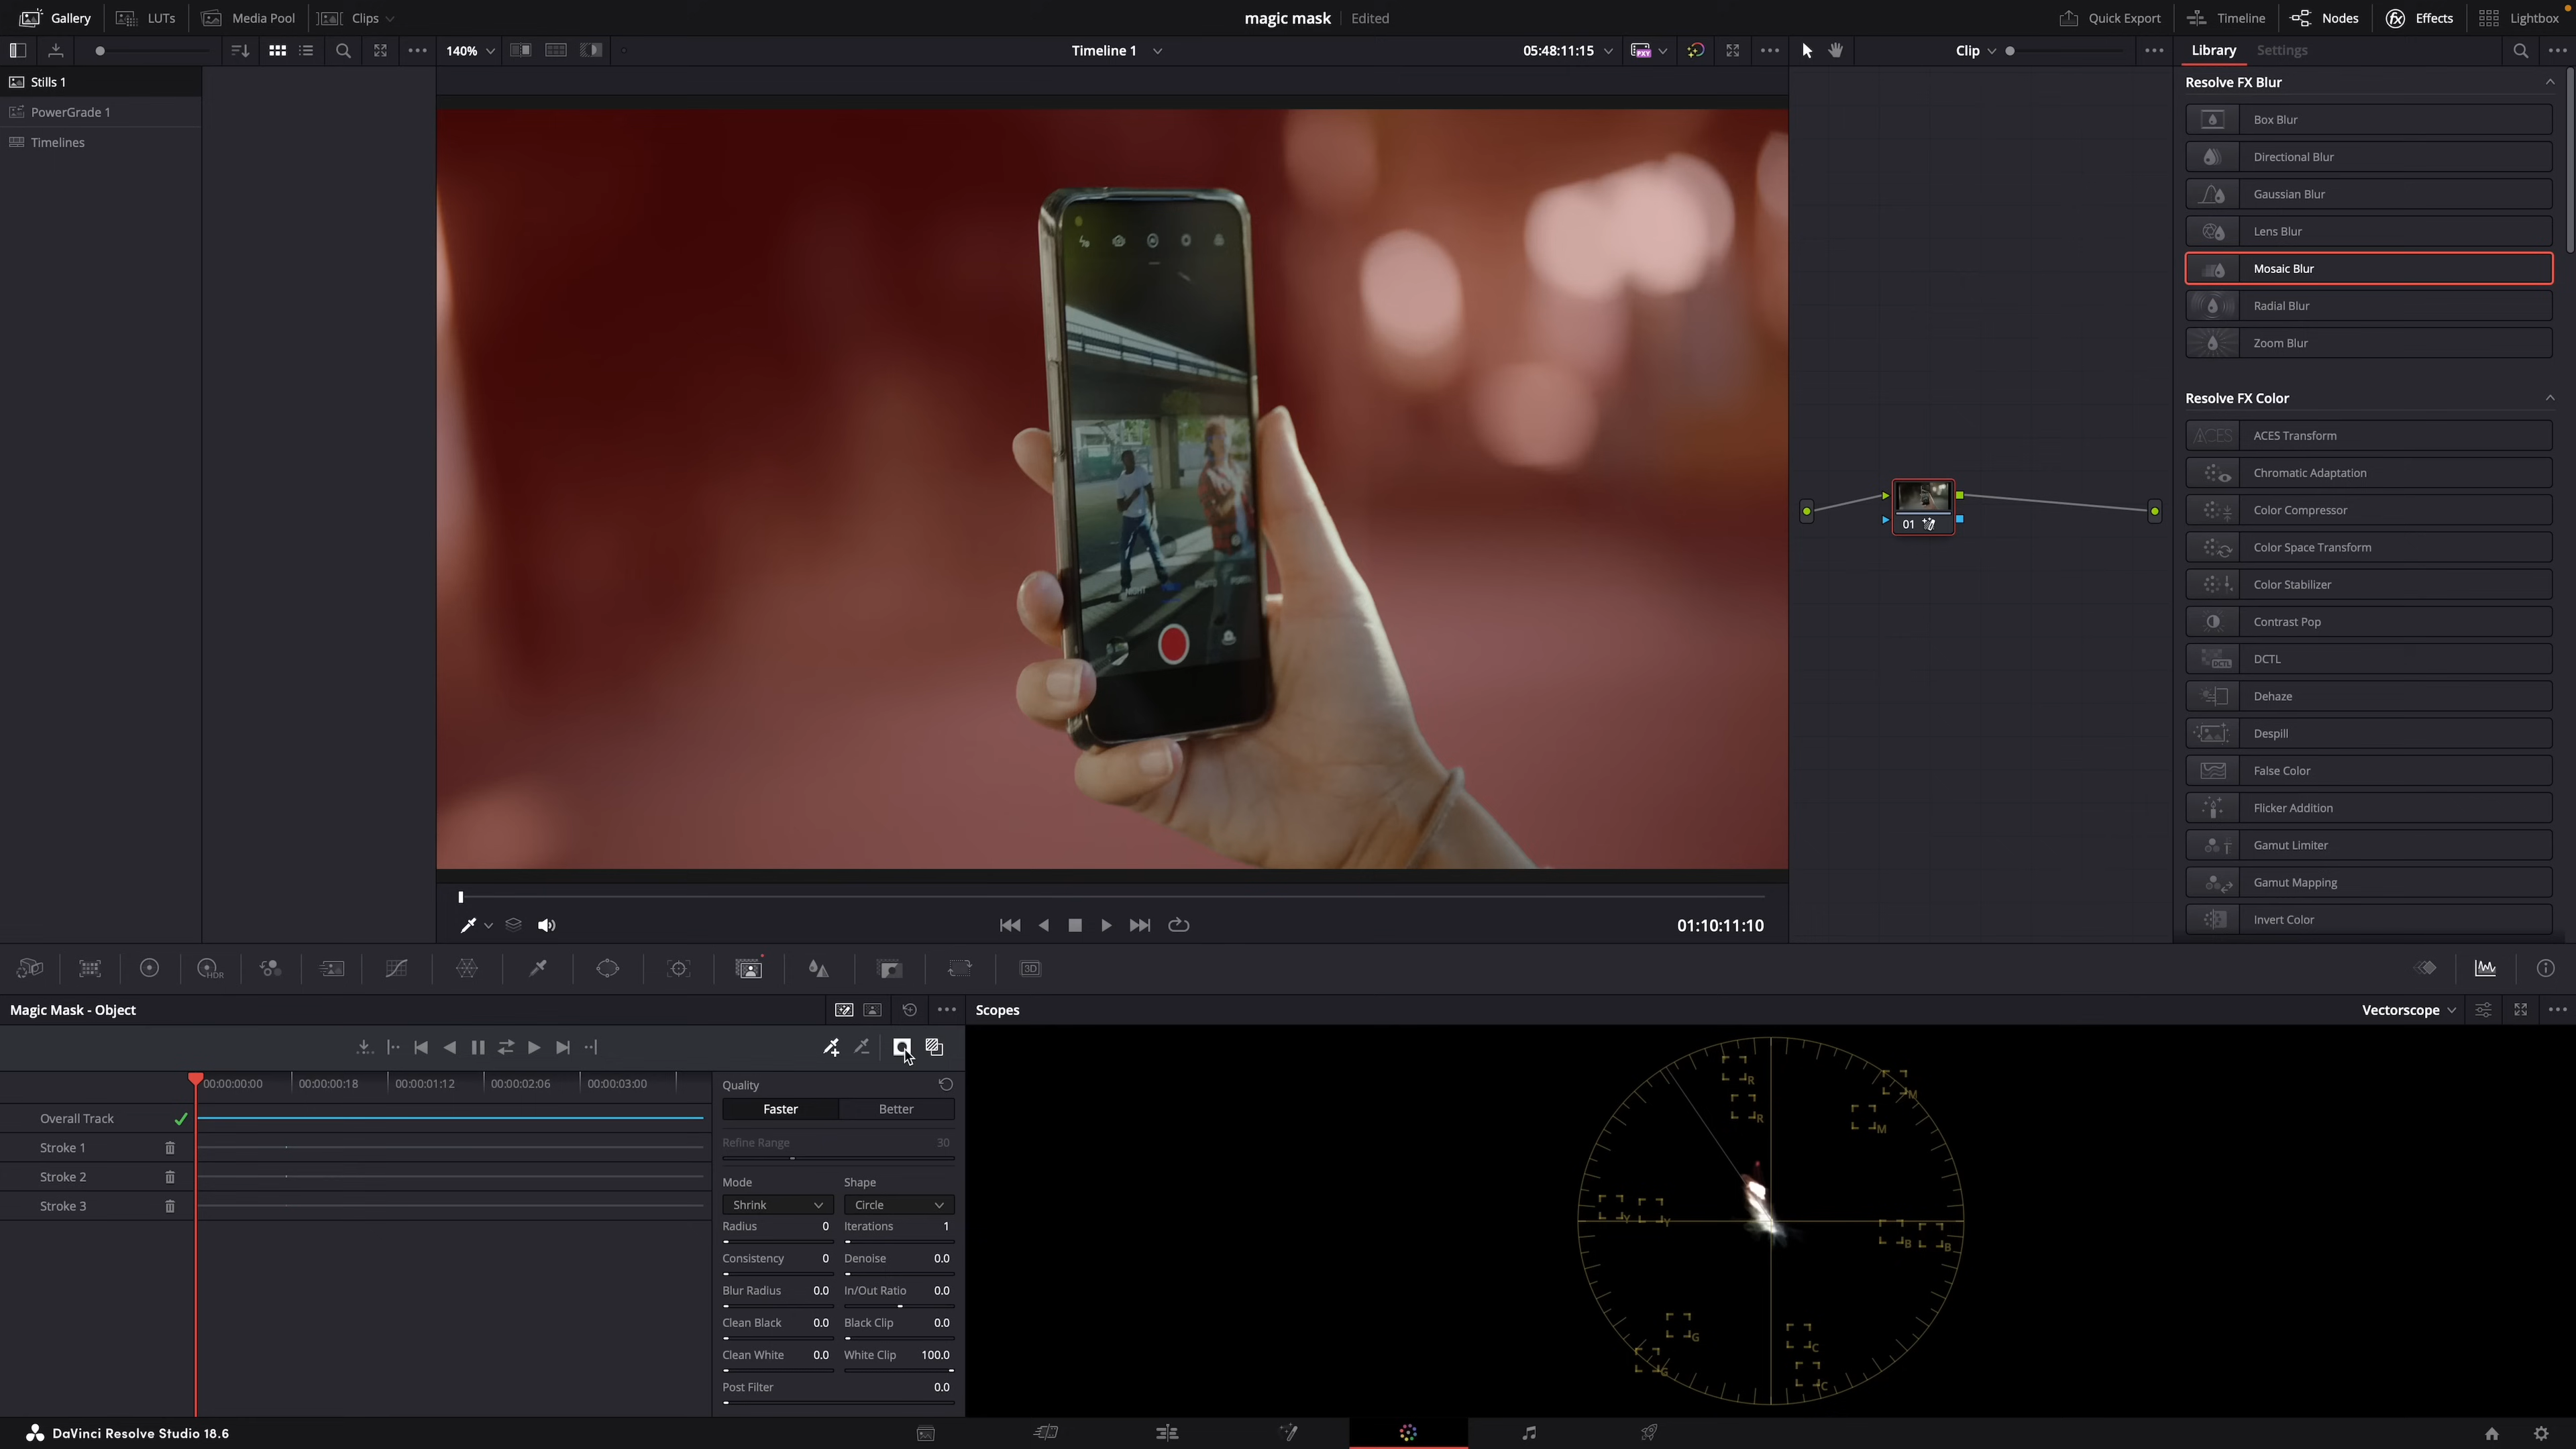 Gallery LUTs Media Pool Clips magic mask Edited Quick Export Timeline Nodes Effects Lightbox
140% Timeline 1 05:48:11:15 PXY Clip Library Settings
Stills 1
PowerGrade 1
Timelines
Resolve FX Blur
Box Blur
Directional Blur
Gaussian Blur
Lens Blur
Mosaic Blur
Radial Blur
Zoom Blur
Resolve FX Color
ACES ACES Transform
Chromatic Adaptation
Color Compressor
Color Space Transform
Color Stabilizer
Contrast Pop
DCTL DCTL
Dehaze
Despill
False Color
Flicker Addition
Gamut Limiter
Gamut Mapping
Invert Color
01
NIGHT
01:10:11:10
HDR 3D
Magic Mask - Object
Scopes Vectorscope
00:00:00:00 00:00:00:18 00:00:01:12 00:00:02:06 00:00:03:00
Overall Track
Stroke 1
Stroke 2
Stroke 3
Quality
Faster Better
Refine Range 30
Mode Shape
Shrink Circle
Radius 0 Iterations 1
Consistency 0 Denoise 0.0
Blur Radius 0.0 In/Out Ratio 0.0
Clean Black 0.0 Black Clip 0.0
Clean White 0.0 White Clip 100.0
Post Filter 0.0
R M
R M
Y Y B B
G C
G C
DaVinci Resolve Studio 18.6